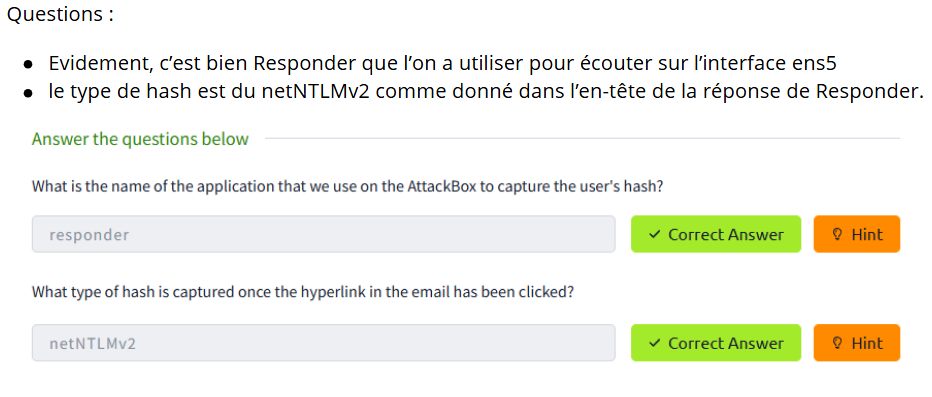 Questions :
● Evidement, c’est bien Responder que l’on a utiliser pour écouter sur l’interface ens5
● le type de hash est du netNTLMv2 comme donné dans l’en-tête de la réponse de Responder.
Answer the questions below
What is the name of the application that we use on the AttackBox to capture the user's hash?
responder
✓ Correct Answer
Hint
What type of hash is captured once the hyperlink in the email has been clicked?
netNTLMv2
✓ Correct Answer
Hint